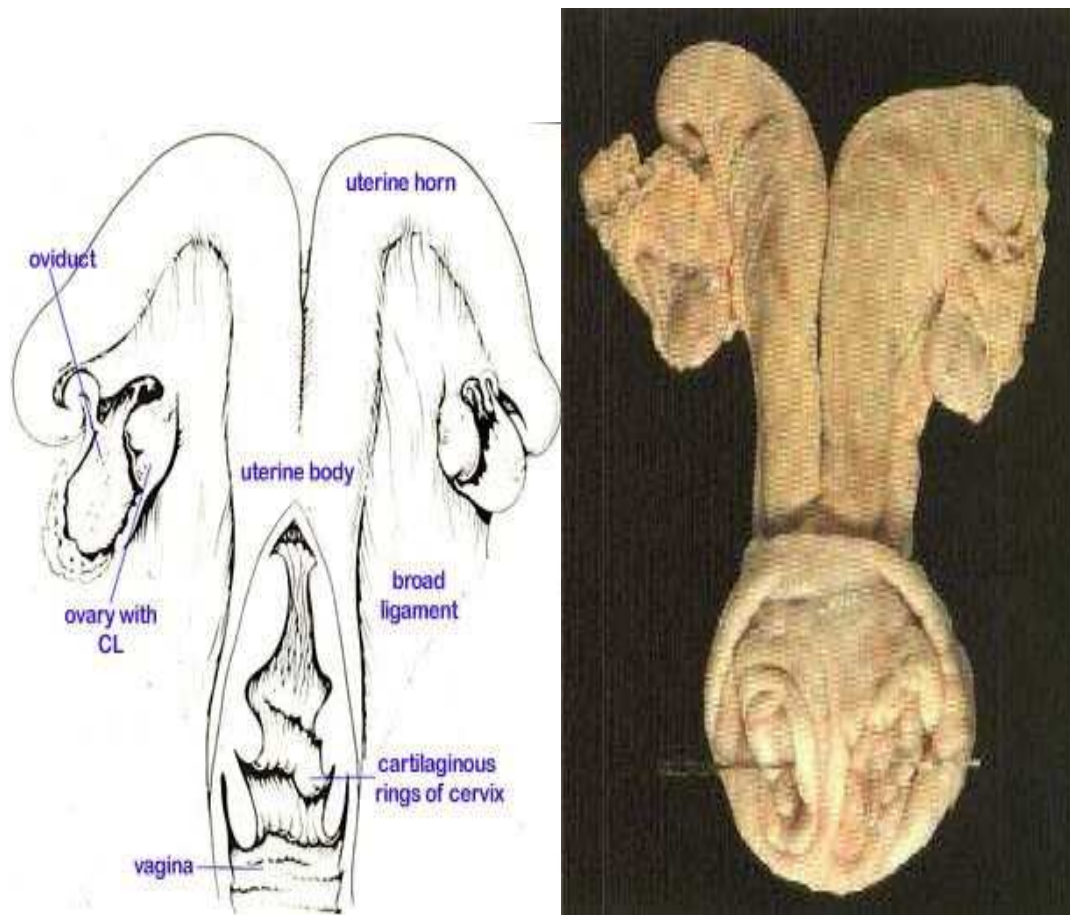 uterine horn
oviduct
uterine body
ovary with
CL
broad
ligament
cartilaginous
rings of cervix
vagina